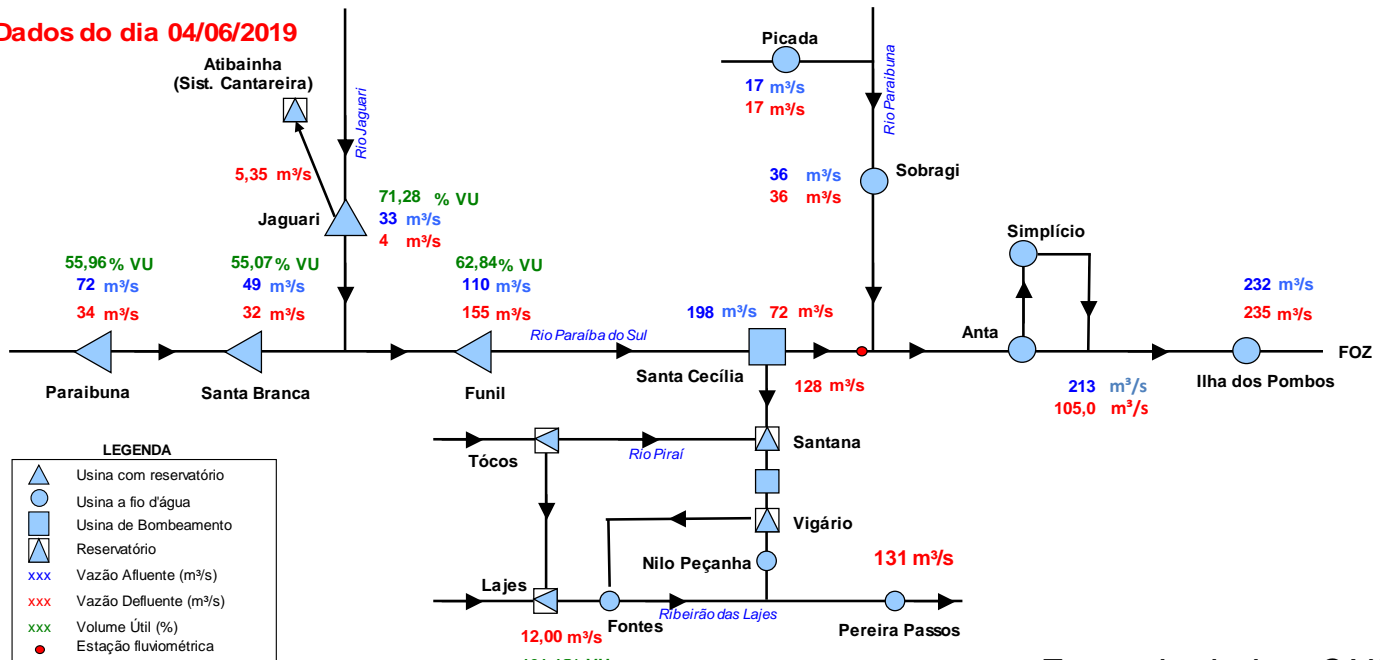 Dados do dia 04/06/2019
Atibainha
(Sist. Cantareira)
Rio Jaguari
5,35 m³/s
Jaguari
71,28 % VU
33 m³/s
4 m³/s
Picada
17 m³/s
17 m³/s
Rio Paraibuna
36 m³/s
36 m³/s
Sobragi
55,96 % VU
72 m³/s
34 m³/s
Paraibuna
55,07 % VU
49 m³/s
32 m³/s
Santa Branca
62,84 % VU
110 m³/s
155 m³/s
Funil
Rio Paraíba do Sul
198 m³/s 72 m³/s
Santa Cecília
128 m³/s
Simplício
Anta
213 m³/s
105,0 m³/s
232 m³/s
235 m³/s
Ilha dos Pombos
FOZ
Tócos
Rio Piraí
Santana
Vigário
Nilo Peçanha
131 m³/s
Lajes
12,00 m³/s
Fontes
Ribeirão das Lajes
Pereira Passos
LEGENDA
Usina com reservatório
Usina a fio d'água
Usina de Bombeamento
Reservatório
xxx Vazão Afluente (m³/s)
xxx Vazão Defluente (m³/s)
xxx Volume Útil (%)
Estação fluviométrica